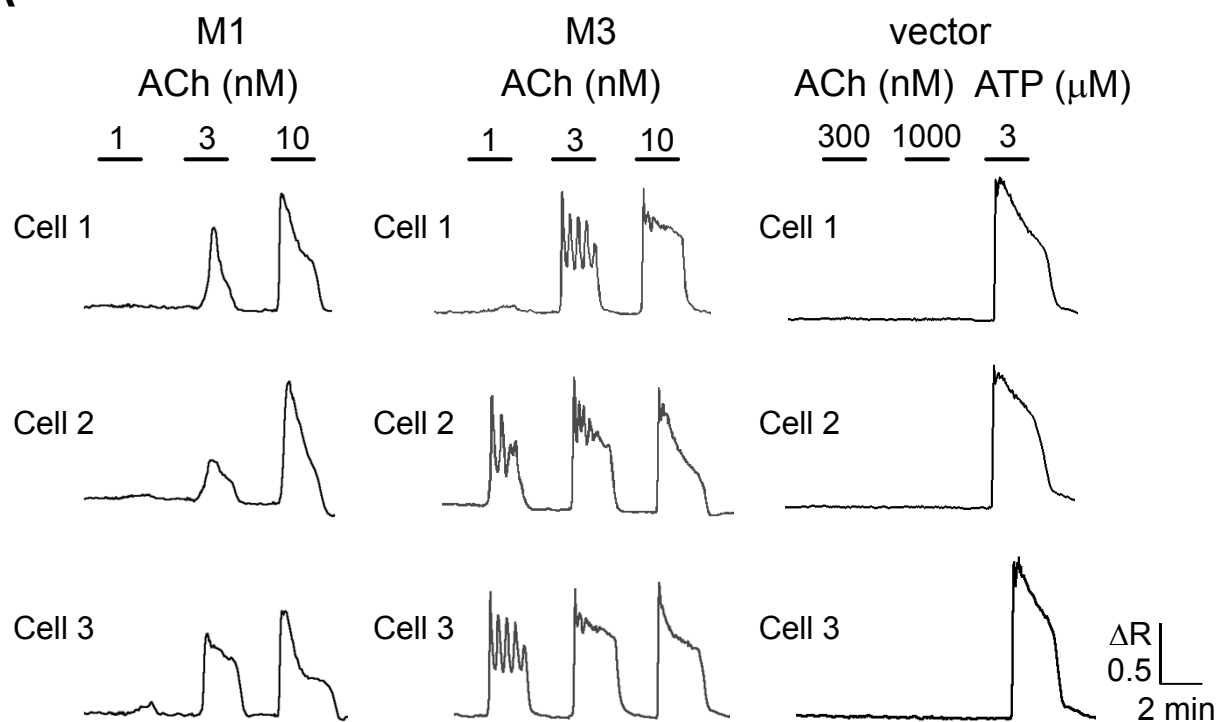 M1 M3 vector
ACh (nM) ACh (nM) ACh (nM) ATP (μM)
1 3 10 1 3 10 300 1000 3
Cell 1 Cell 1 Cell 1
Cell 2 Cell 2 Cell 2
Cell 3 Cell 3 Cell 3
ΔR
0.5
2 min